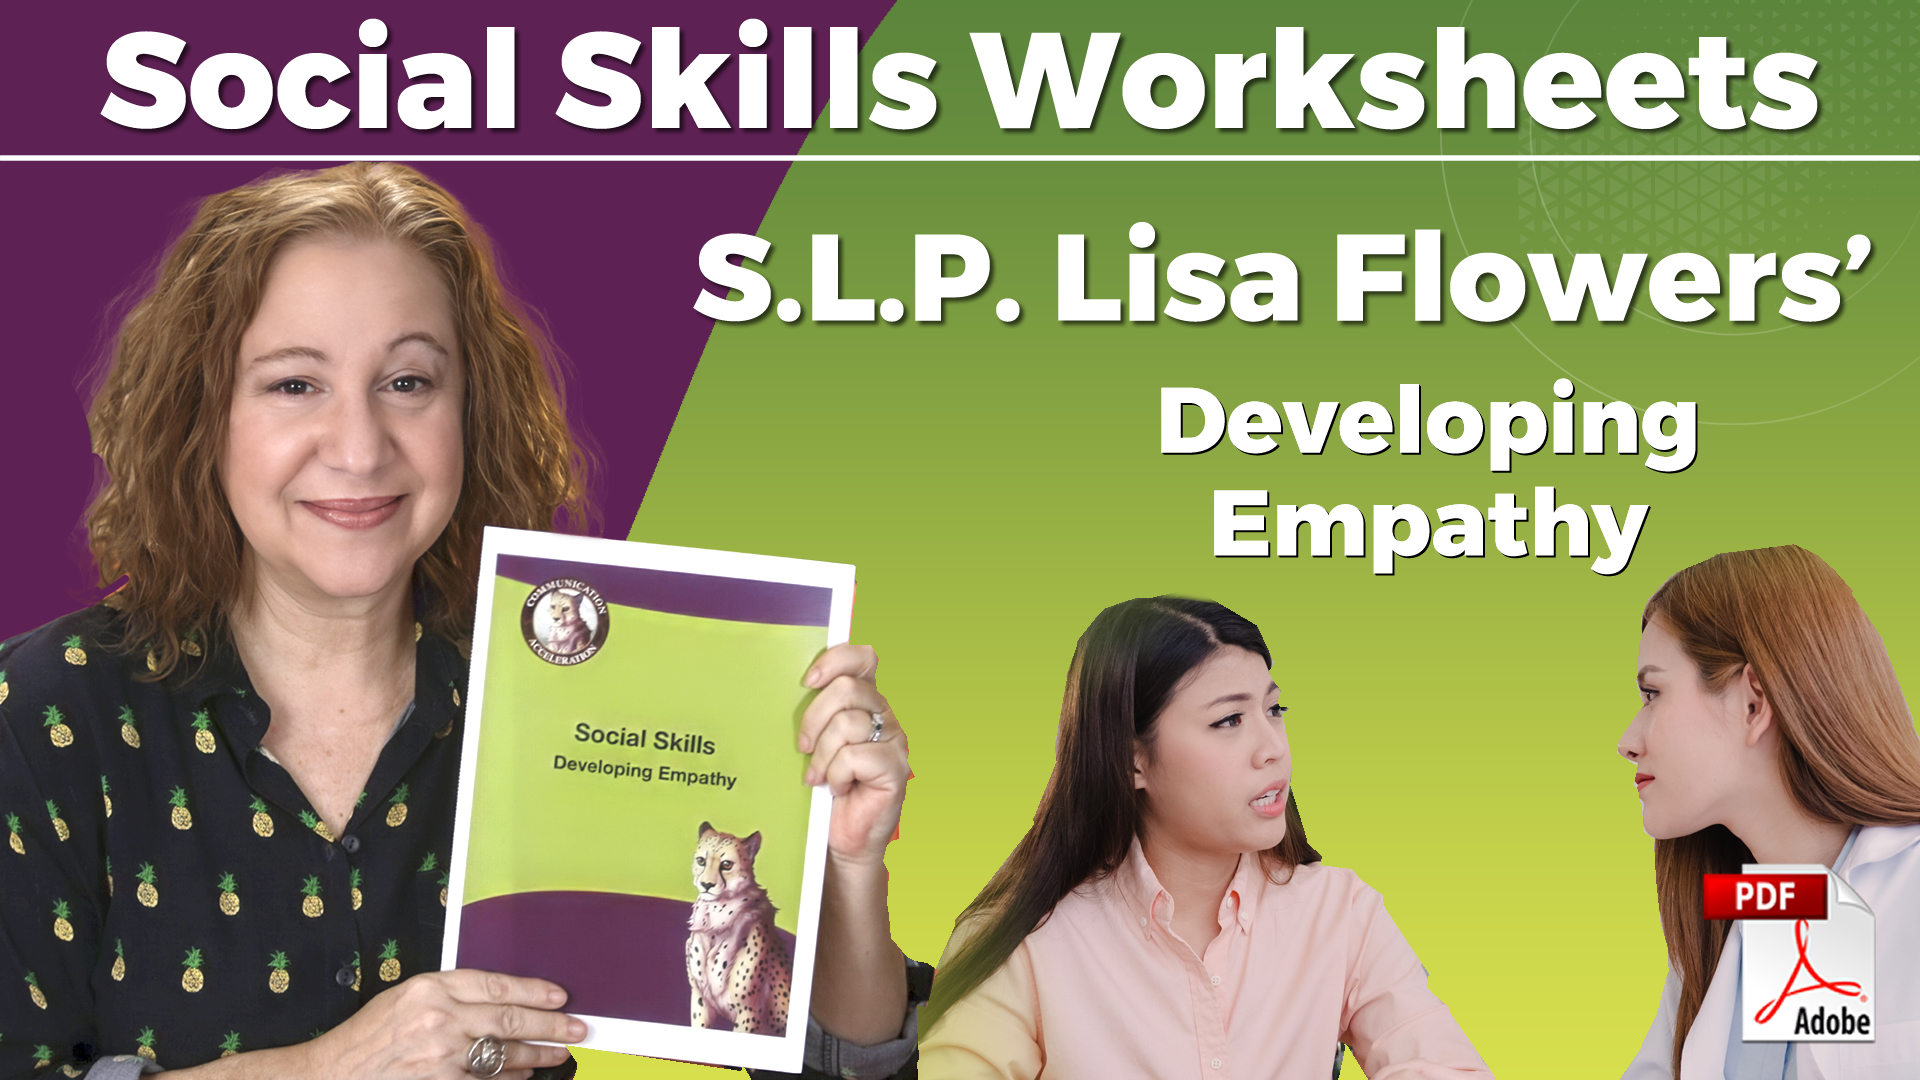 Social Skills Worksheets
S.L.P. Lisa Flowers’
Developing
Empathy
COMMUNICATION
ACCELERATION
Social Skills
Developing Empathy
PDF
Adobe